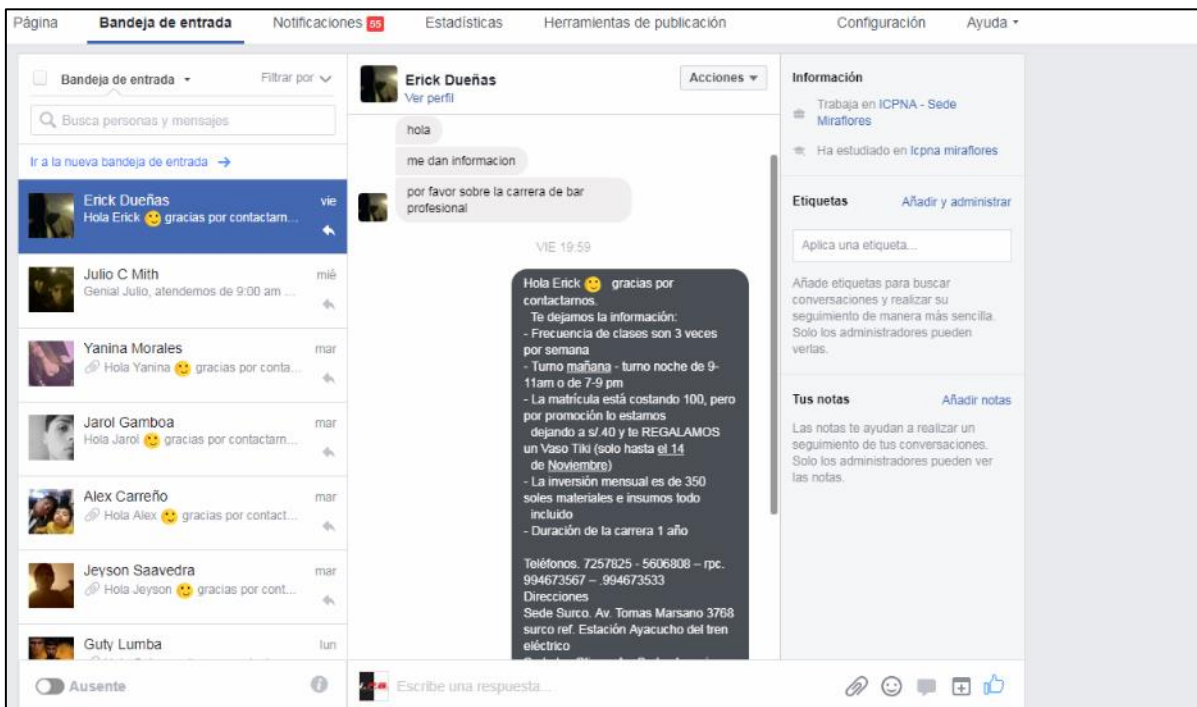 Página Bandeja de entrada Notificaciones 55 Estadísticas Herramientas de publicación Configuración Ayuda
Bandeja de entrada Filtrar por
Busca personas y mensajes
Ir a la nueva bandeja de entrada →
Erick Dueñas vie
Hola Erick 🙂 gracias por contactarn...
Julio C Mith mié
Genial Julio, atendemos de 9:00 am ...
Yanina Morales mar
Hola Yanina 🙂 gracias por conta...
Jarol Gamboa mar
Hola Jarol 🙂 gracias por contactarn...
Alex Carreño mar
Hola Alex 🙂 gracias por contact...
Jeyson Saavedra mar
Hola Jeyson 🙂 gracias por cont...
Guty Lumba lun
Ausente
Erick Dueñas Acciones
Ver perfil
hola
me dan informacion
por favor sobre la carrera de bar
profesional
VIE 19:59
Hola Erick 🙂 gracias por
contactarnos.
Te dejamos la información:
- Frecuencia de clases son 3 veces
por semana
- Turno mañana - turno noche de 9-
11am o de 7-9 pm
- La matrícula está costando 100, pero
por promoción lo estamos
dejando a s/.40 y te REGALAMOS
un Vaso Tiki (solo hasta el 14
de Noviembre)
- La inversión mensual es de 350
soles materiales e insumos todo
incluido
- Duración de la carrera 1 año
Teléfonos. 7257825 - 5606808 – rpc.
994673567 – .994673533
Direcciones
Sede Surco. Av. Tomas Marsano 3768
surco ref. Estación Ayacucho del tren
eléctrico
Escribe una respuesta...
Información
Trabaja en ICPNA - Sede
Miraflores
Ha estudiado en Icpna miraflores
Etiquetas Añadir y administrar
Aplica una etiqueta...
Añade etiquetas para buscar
conversaciones y realizar su
seguimiento de manera más sencilla.
Solo los administradores pueden
verlas.
Tus notas Añadir notas
Las notas te ayudan a realizar un
seguimiento de tus conversaciones.
Solo los administradores pueden ver
las notas.